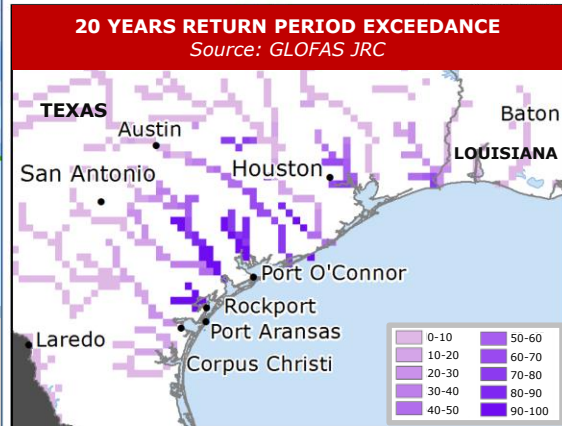 20 YEARS RETURN PERIOD EXCEEDANCE
Source: GLOFAS JRC
TEXAS
Baton
Austin
LOUISIANA
Houston
San Antonio
Port O'Connor
Rockport
Port Aransas
Laredo
Corpus Christi
0-10
10-20
20-30
30-40
40-50
50-60
60-70
70-80
80-90
90-100